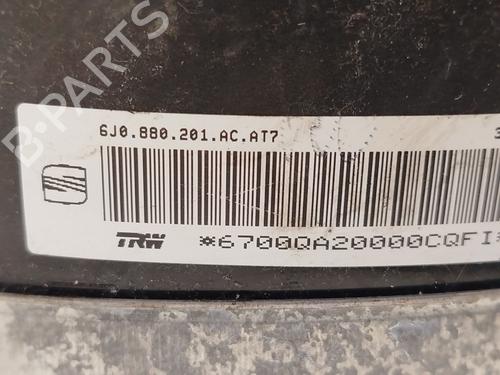 6J0.880.201.AC.AT7
TRW
*6700QA20000CQFI*
B-PARTS